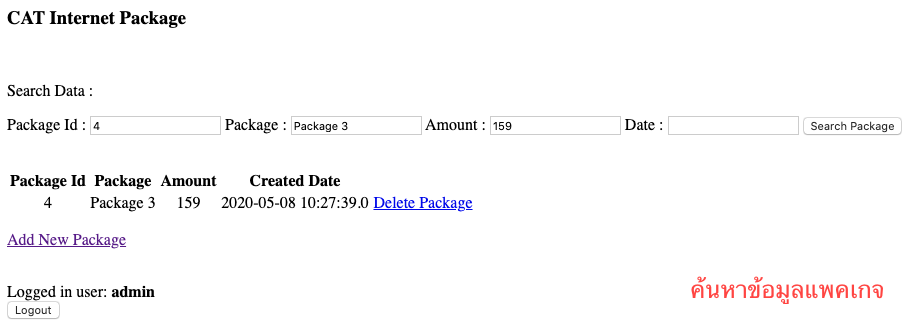 CAT Internet Package
Search Data :
Package Id : 4 Package : Package 3 Amount : 159 Date : Search Package
Package Id Package Amount Created Date
4 Package 3 159 2020-05-08 10:27:39.0 Delete Package
Add New Package
Logged in user: admin
ค้นหาข้อมูลแพคเกจ
Logout